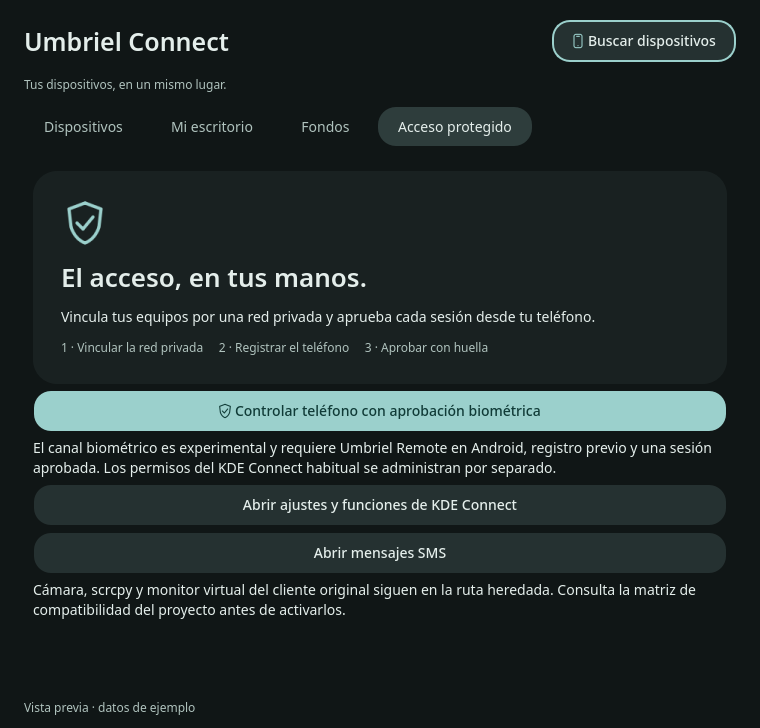 Umbriel Connect
Buscar dispositivos
Tus dispositivos, en un mismo lugar.
Dispositivos
Mi escritorio
Fondos
Acceso protegido
El acceso, en tus manos.
Vincula tus equipos por una red privada y aprueba cada sesión desde tu teléfono.
1 · Vincular la red privada 2 · Registrar el teléfono 3 · Aprobar con huella
Controlar teléfono con aprobación biométrica
El canal biométrico es experimental y requiere Umbriel Remote en Android, registro previo y una sesión
aprobada. Los permisos del KDE Connect habitual se administran por separado.
Abrir ajustes y funciones de KDE Connect
Abrir mensajes SMS
Cámara, scrcpy y monitor virtual del cliente original siguen en la ruta heredada. Consulta la matriz de
compatibilidad del proyecto antes de activarlos.
Vista previa · datos de ejemplo